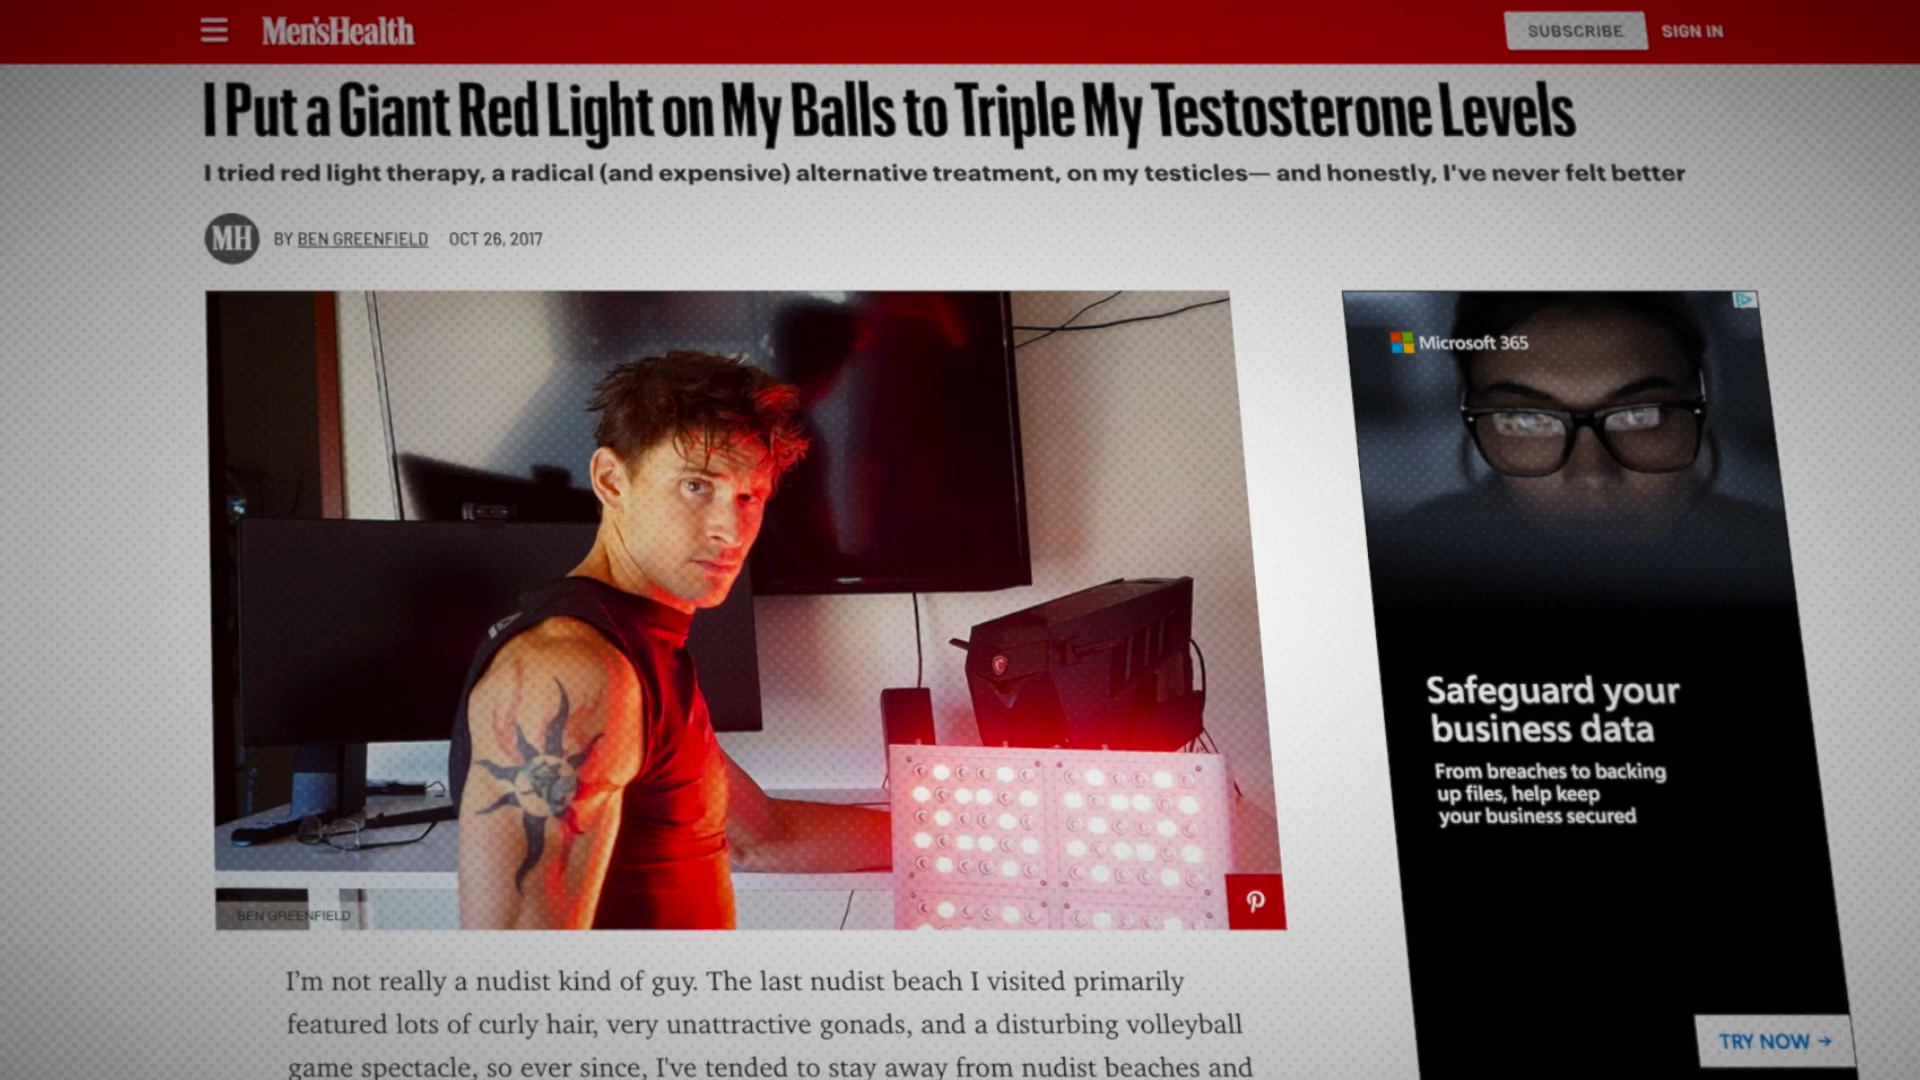 Men'sHealth
SUBSCRIBE
SIGN IN
I Put a Giant Red Light on My Balls to Triple My Testosterone Levels
I tried red light therapy, a radical (and expensive) alternative treatment, on my testicles— and honestly, I've never felt better
MH
BY BEN GREENFIELD OCT 26, 2017
BEN GREENFIELD
I'm not really a nudist kind of guy. The last nudist beach I visited primarily
featured lots of curly hair, very unattractive gonads, and a disturbing volleyball
game spectacle, so ever since, I've tended to stay away from nudist beaches and
Microsoft 365
Safeguard your
business data
From breaches to backing
up files, help keep
your business secured
TRY NOW →